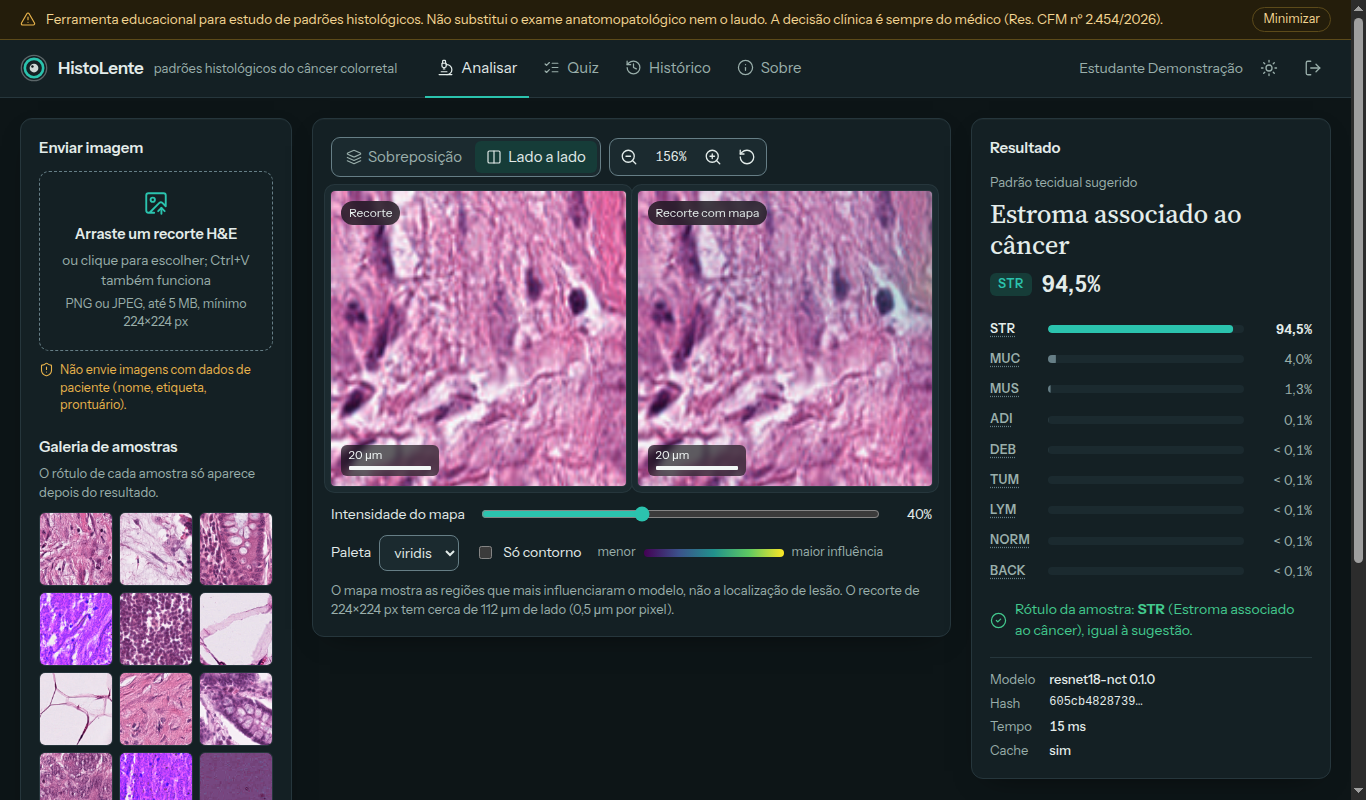 Ferramenta educacional para estudo de padrões histológicos. Não substitui o exame anatomopatológico nem o laudo. A decisão clínica é sempre do médico (Res. CFM nº 2.454/2026).
Minimizar
HistoLente
padrões histológicos do câncer colorretal
Analisar
Quiz
Histórico
Sobre
Estudante Demonstração
Enviar imagem
Arraste um recorte H&E
ou clique para escolher; Ctrl+V
também funciona
PNG ou JPEG, até 5 MB, mínimo
224×224 px
Não envie imagens com dados de
paciente (nome, etiqueta,
prontuário).
Galeria de amostras
O rótulo de cada amostra só aparece
depois do resultado.
Sobreposição
Lado a lado
156%
Recorte
20 µm
Recorte com mapa
20 µm
Intensidade do mapa
40%
Paleta
viridis
Só contorno
menor
maior influência
O mapa mostra as regiões que mais influenciaram o modelo, não a localização de lesão. O recorte de
224×224 px tem cerca de 112 µm de lado (0,5 µm por pixel).
Resultado
Padrão tecidual sugerido
Estroma associado ao
câncer
STR 94,5%
STR 94,5%
MUC 4,0%
MUS 1,3%
ADI 0,1%
DEB < 0,1%
TUM < 0,1%
LYM < 0,1%
NORM < 0,1%
BACK < 0,1%
Rótulo da amostra: STR (Estroma associado
ao câncer), igual à sugestão.
Modelo resnet18-nct 0.1.0
Hash 605cb4828739…
Tempo 15 ms
Cache sim